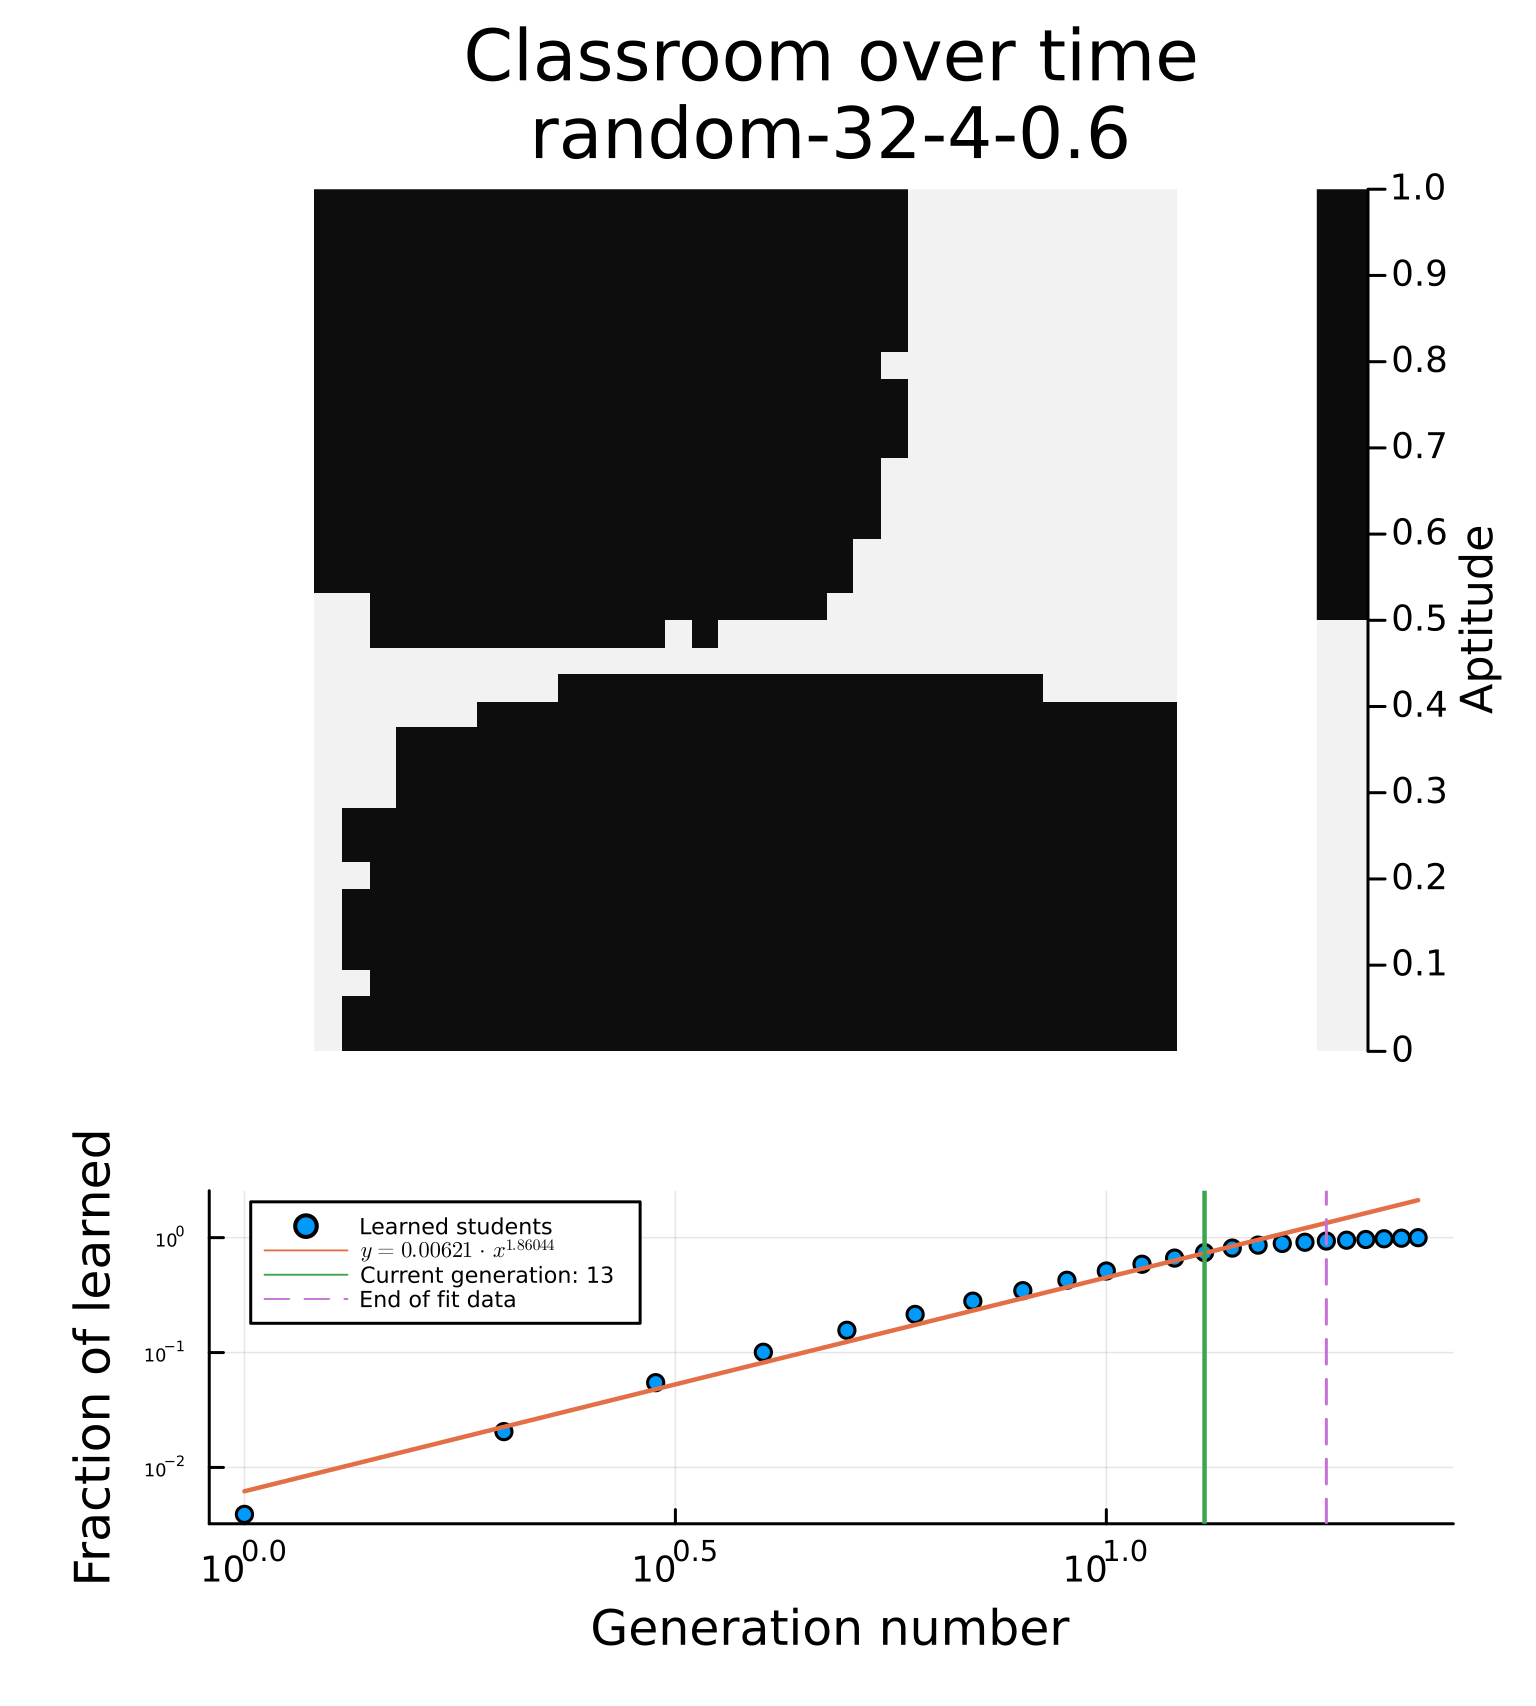 Classroom over time
random-32-4-0.6
1.0
0.9
0.8
0.7
0.6
0.5
0.4
0.3
0.2
0.1
0
Aptitude
Fraction of learned
10⁰
10⁻¹
10⁻²
Learned students
y = 0.00621 · x^1.86044
Current generation: 13
End of fit data
10^0.0
10^0.5
10^1.0
Generation number